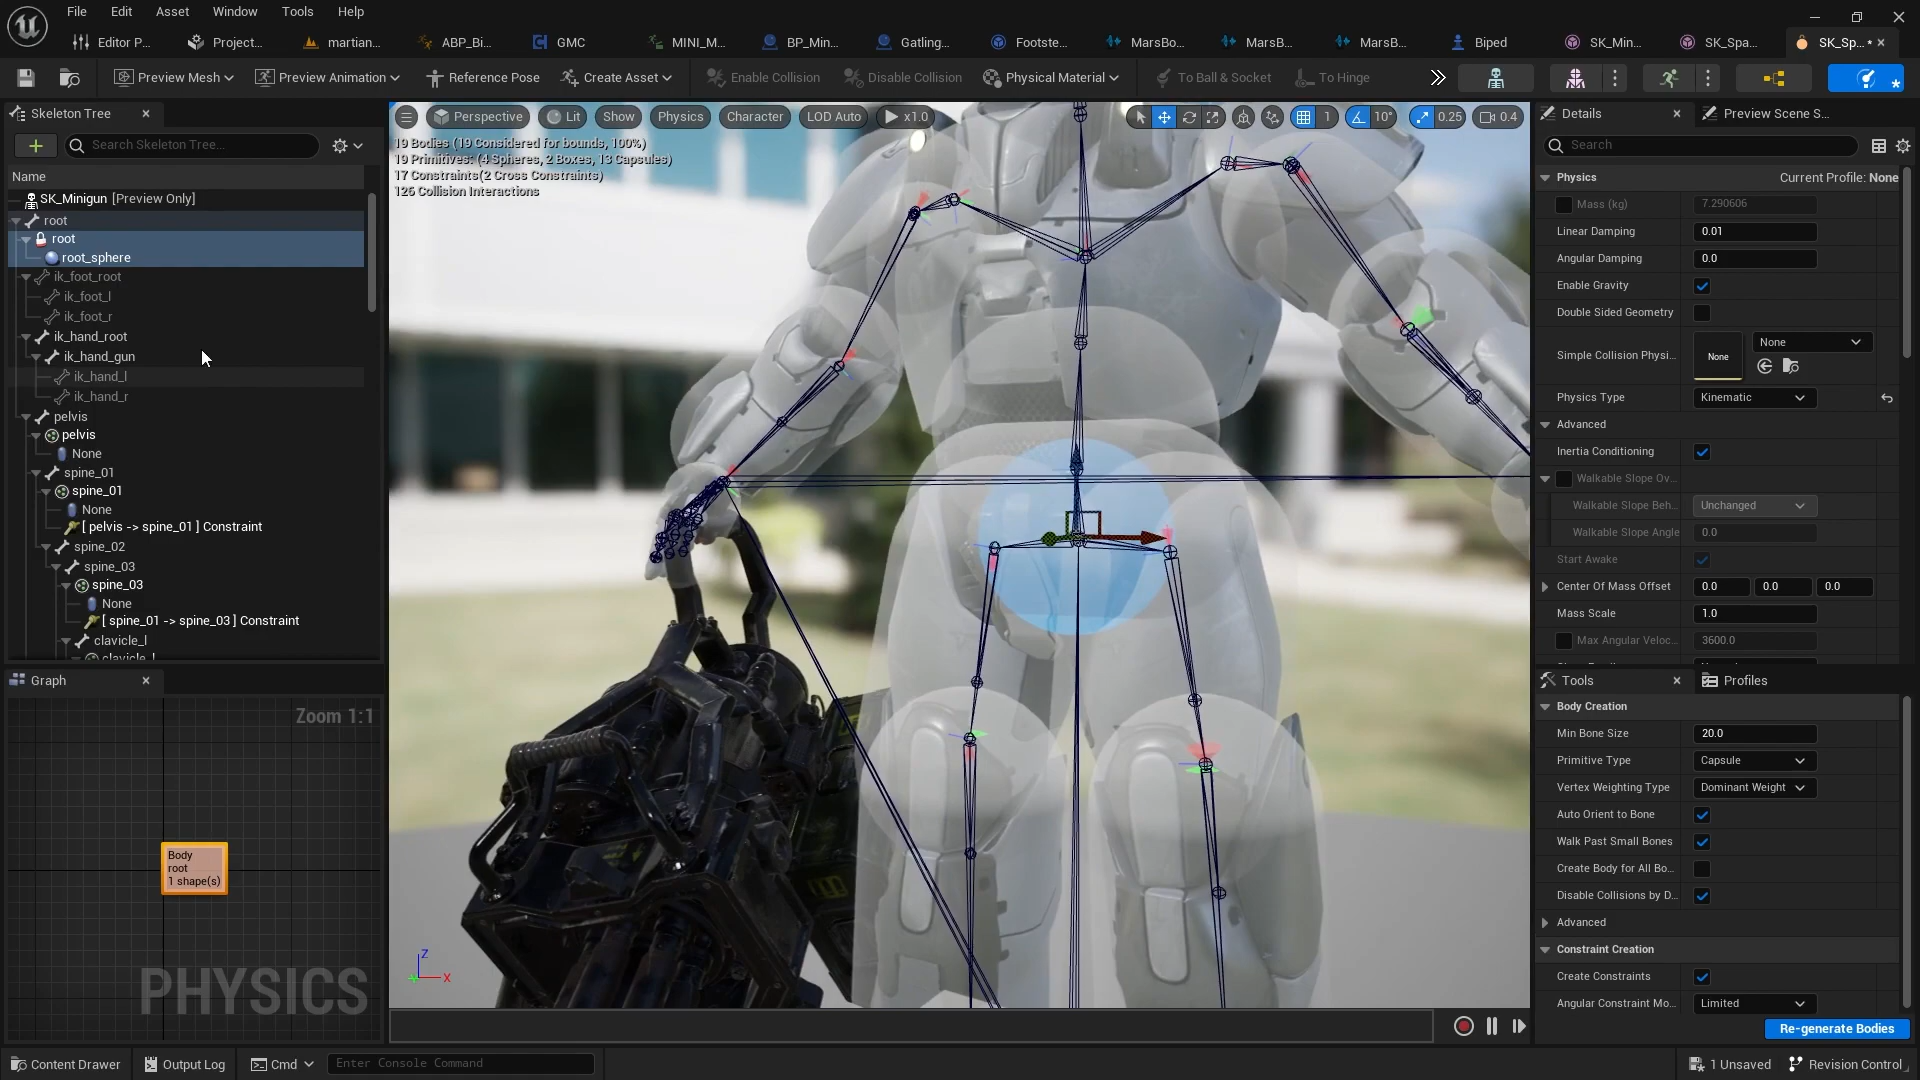 File Edit Asset Window Tools Help
Editor P... Project... martian... ABP_Bi... GMC MINI_M... BP_Min... Gatling... Footste... MarsBo... MarsB... MarsB... Biped SK_Min... SK_Spa... SK_Sp... *
Preview Mesh Preview Animation Reference Pose Create Asset Enable Collision Disable Collision Physical Material To Ball & Socket To Hinge
Skeleton Tree
Search Skeleton Tree...
Name
SK_Minigun [Preview Only]
root
root
root_sphere
ik_foot_root
ik_foot_l
ik_foot_r
ik_hand_root
ik_hand_gun
ik_hand_l
ik_hand_r
pelvis
pelvis
None
spine_01
spine_01
None
[ pelvis -> spine_01 ] Constraint
spine_02
spine_03
spine_03
None
[ spine_01 -> spine_03 ] Constraint
clavicle_l
clavicle_l
Graph
Zoom 1:1
Body
root
1 shape(s)
PHYSICS
Perspective Lit Show Physics Character LOD Auto x1.0 1 10° 0.25 0.4
19 Bodies (19 Considered for bounds, 100%)
19 Primitives: (4 Spheres, 2 Boxes, 13 Capsules)
17 Constraints(2 Cross Constraints)
126 Collision Interactions
Z
X
Details Preview Scene S...
Search
Physics Current Profile: None
Mass (kg) 7.290606
Linear Damping 0.01
Angular Damping 0.0
Enable Gravity
Double Sided Geometry
Simple Collision Physi... None None
Physics Type Kinematic
Advanced
Inertia Conditioning
Walkable Slope Ov...
Walkable Slope Beh... Unchanged
Walkable Slope Angle 0.0
Start Awake
Center Of Mass Offset 0.0 0.0 0.0
Mass Scale 1.0
Max Angular Veloc... 3600.0
Tools Profiles
Body Creation
Min Bone Size 20.0
Primitive Type Capsule
Vertex Weighting Type Dominant Weight
Auto Orient to Bone
Walk Past Small Bones
Create Body for All Bo...
Disable Collisions by D...
Advanced
Constraint Creation
Create Constraints
Angular Constraint Mo... Limited
Re-generate Bodies
Content Drawer Output Log Cmd Enter Console Command 1 Unsaved Revision Control